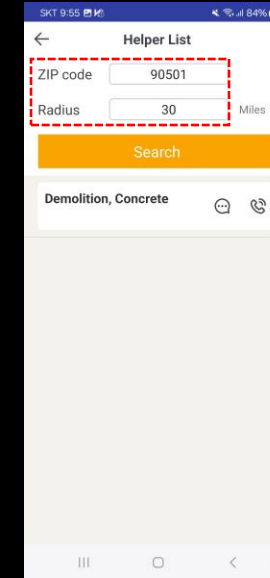 SKT 9:55
84%
Helper List
ZIP code 90501
Radius 30 Miles
Search
Demolition, Concrete